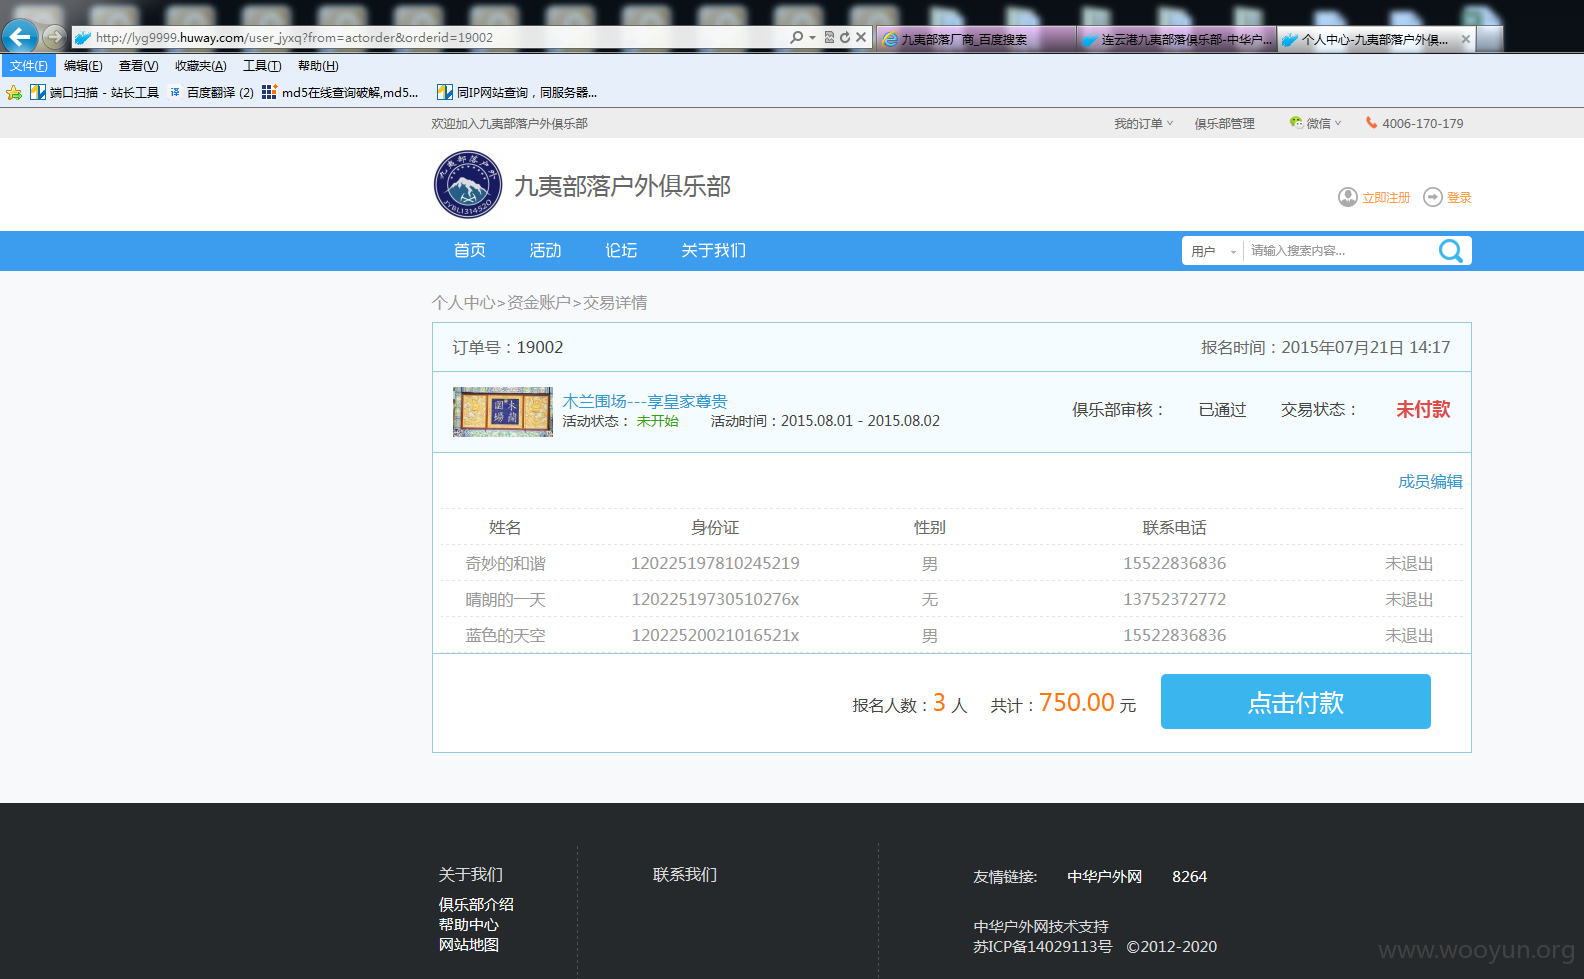 http://lyg9999.huway.com/user_jyxq?from=actorder&orderid=19002
九夷部落厂商_百度搜索
连云港九夷部落俱乐部-中华户...
个人中心-九夷部落户外俱...
文件(F) 编辑(E) 查看(V) 收藏夹(A) 工具(T) 帮助(H)
端口扫描 - 站长工具 译 百度翻译 (2) md5在线查询破解,md5... 同IP网站查询，同服务器...
欢迎加入九夷部落户外俱乐部 我的订单 俱乐部管理 微信 4006-170-179
九夷部落户外
JYBL1314520
九夷部落户外俱乐部
立即注册 登录
首页 活动 论坛 关于我们 用户 请输入搜索内容...
个人中心>资金账户>交易详情
订单号：19002 报名时间：2015年07月21日 14:17
木兰围场---享皇家尊贵
活动状态： 未开始 活动时间：2015.08.01 - 2015.08.02
俱乐部审核： 已通过 交易状态： 未付款
成员编辑
姓名 身份证 性别 联系电话
奇妙的和谐 120225197810245219 男 15522836836 未退出
晴朗的一天 12022519730510276x 无 13752372772 未退出
蓝色的天空 12022520021016521x 男 15522836836 未退出
报名人数：3 人 共计：750.00 元 点击付款
关于我们 联系我们 友情链接: 中华户外网 8264
俱乐部介绍
帮助中心
网站地图
中华户外网技术支持
苏ICP备14029113号 ©2012-2020
www.wooyun.org